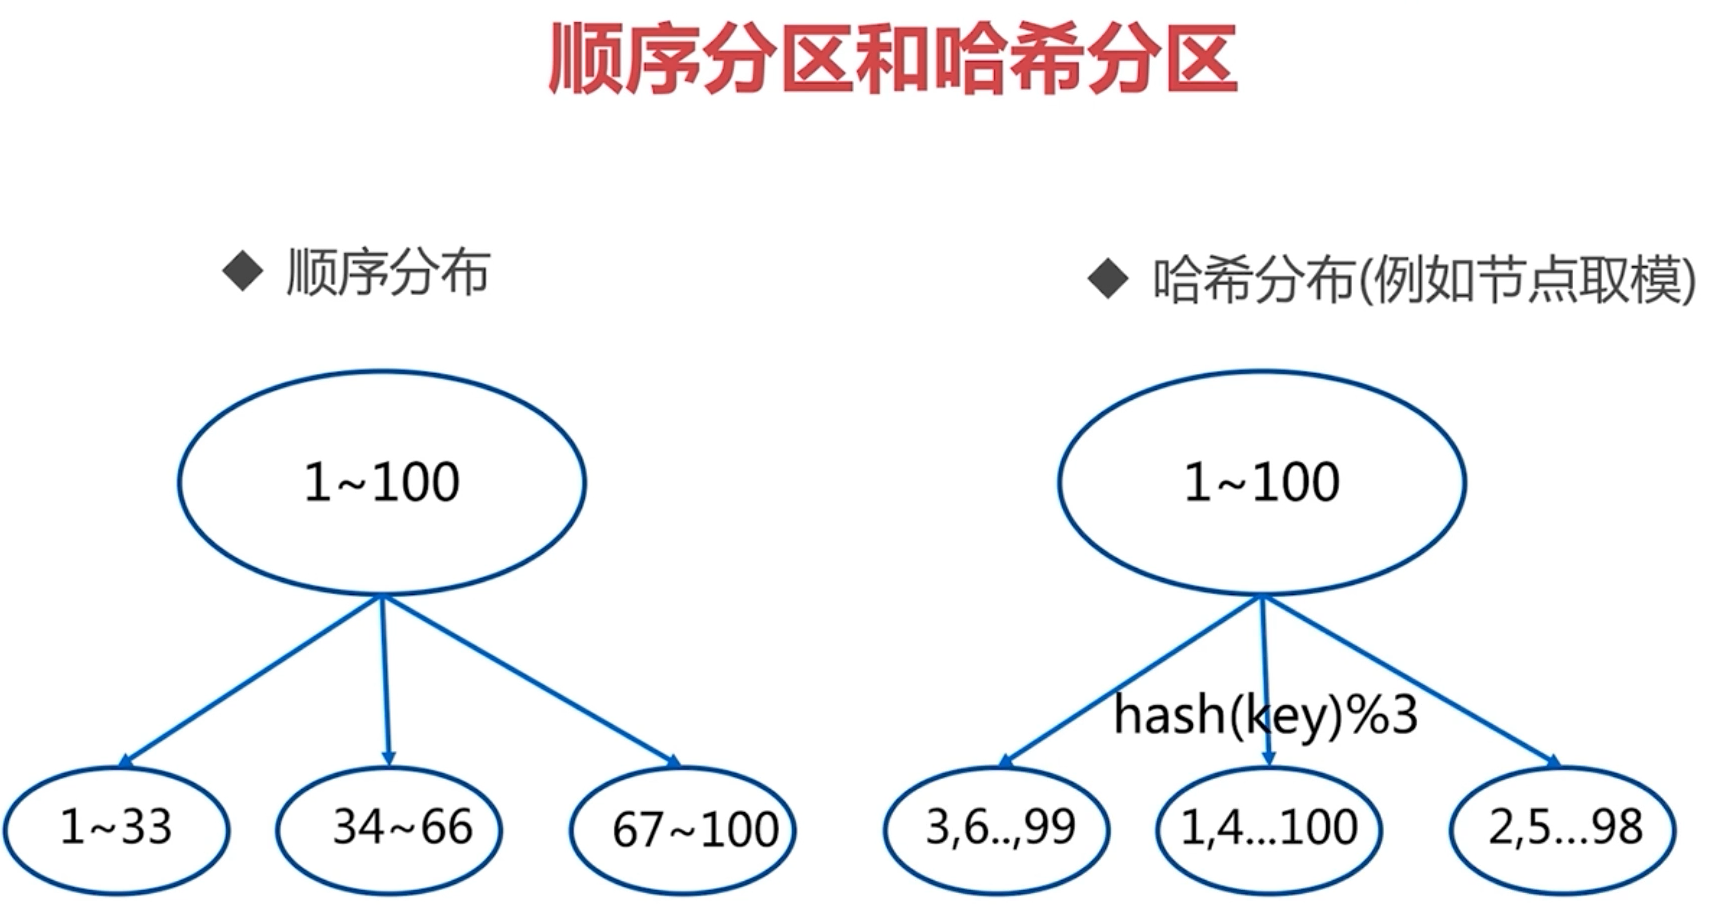 顺序分区和哈希分区
顺序分布
1~100
1~33
34~66
67~100
哈希分布(例如节点取模)
1~100
hash(key)%3
3,6..,99
1,4...100
2,5...98